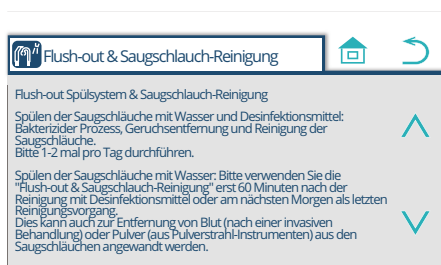 Flush-out & Saugschlauch-Reinigung
Flush-out Spülsystem & Saugschlauch-Reinigung
Spülen der Saugschläuche mit Wasser und Desinfektionsmittel:
Bakterizider Prozess, Geruchsentfernung und Reinigung der
Saugschläuche.
Bitte 1-2 mal pro Tag durchführen.
Spülen der Saugschläuche mit Wasser: Bitte verwenden Sie die
"Flush-out & Saugschlauch-Reinigung" erst 60 Minuten nach der
Reinigung mit Desinfektionsmittel oder am nächsten Morgen als letzten
Reinigungsvorgang.
Dies kann auch zur Entfernung von Blut (nach einer invasiven
Behandlung) oder Pulver (aus Pulverstrahl-Instrumenten) aus den
Saugschläuchen angewandt werden.